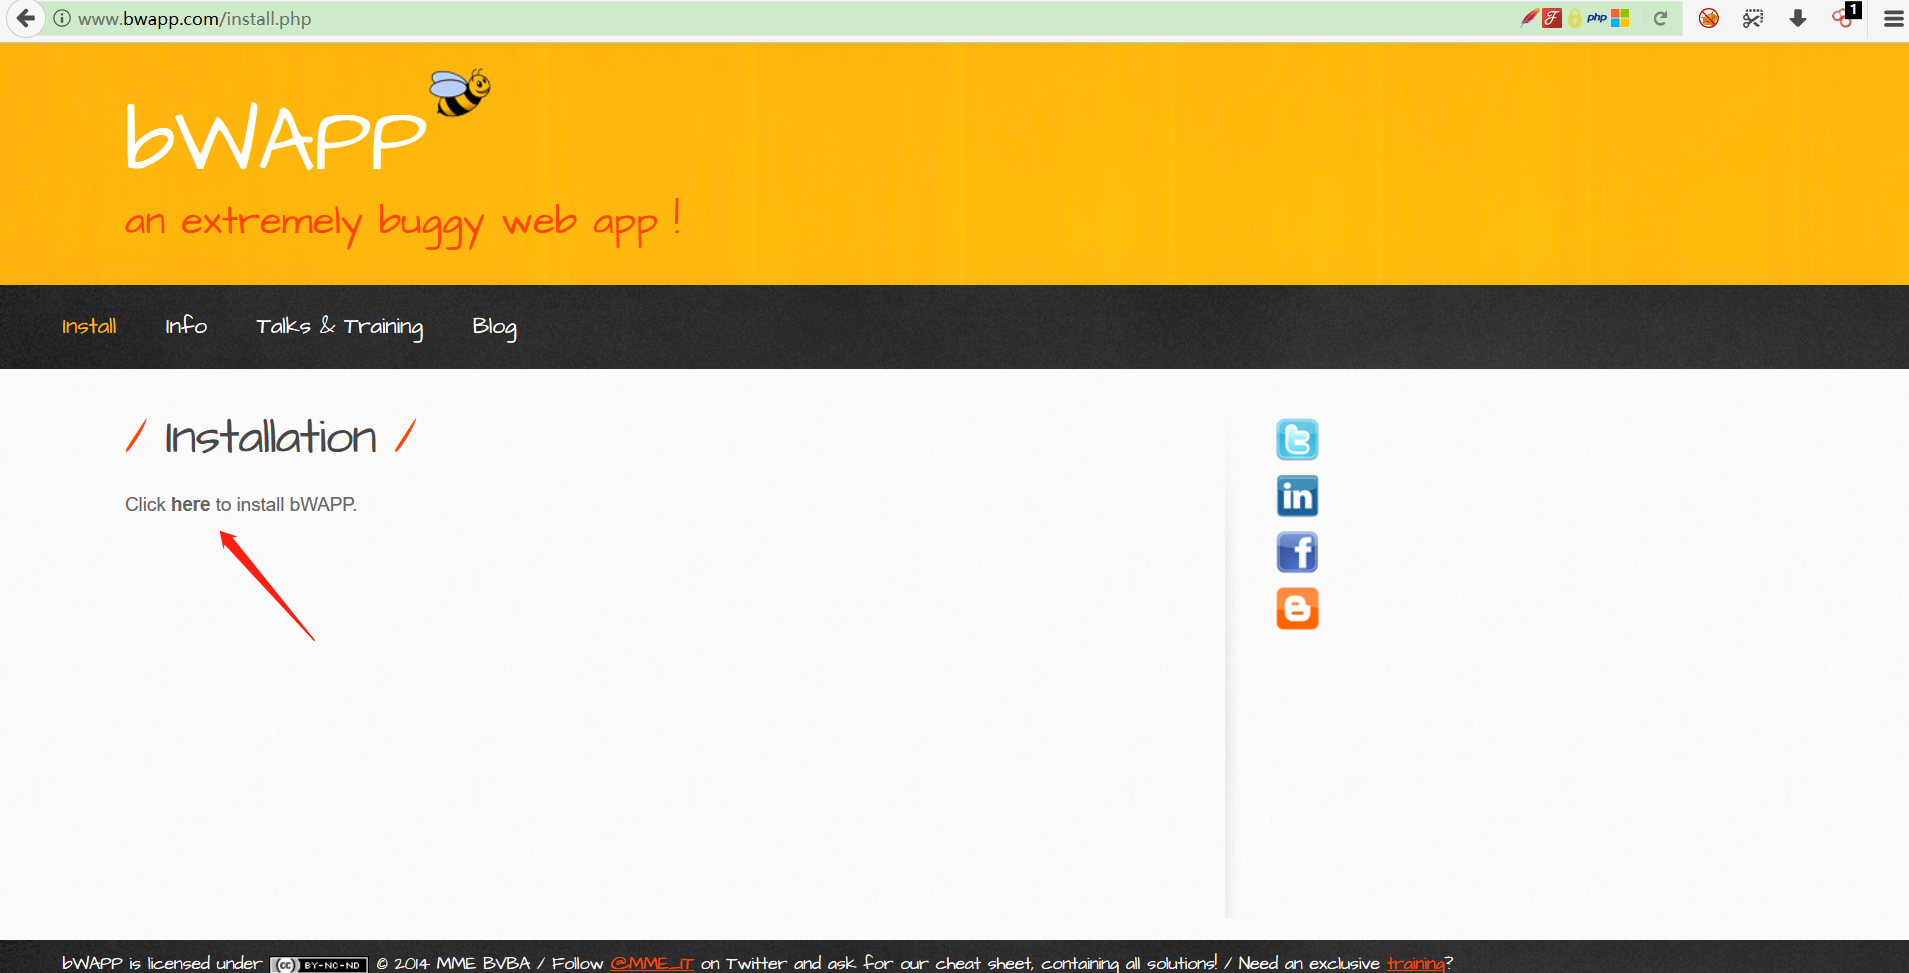 www.bwapp.com/install.php
php
1
bWAPP
an extremely buggy web app !
Install Info Talks & Training Blog
/ Installation /
Click here to install bWAPP.
bWAPP is licensed under (cc) BY-NC-ND © 2014 MME BVBA / Follow @MME_IT on Twitter and ask for our cheat sheet, containing all solutions! / Need an exclusive training?